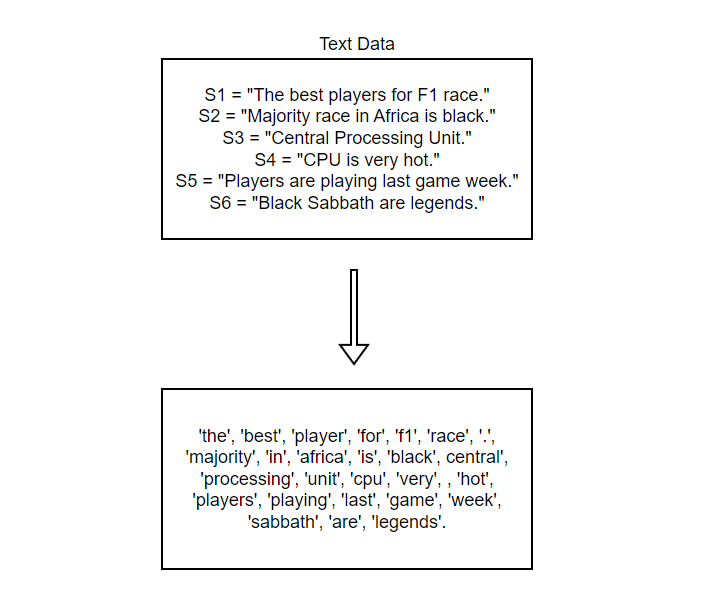 Text Data
S1 = "The best players for F1 race."
S2 = "Majority race in Africa is black."
S3 = "Central Processing Unit."
S4 = "CPU is very hot."
S5 = "Players are playing last game week."
S6 = "Black Sabbath are legends."
'the', 'best', 'player', 'for', 'f1', 'race', '.',
'majority', 'in', 'africa', 'is', 'black', central',
'processing', 'unit', 'cpu', 'very', , 'hot',
'players', 'playing', 'last', 'game', 'week',
'sabbath', 'are', 'legends'.